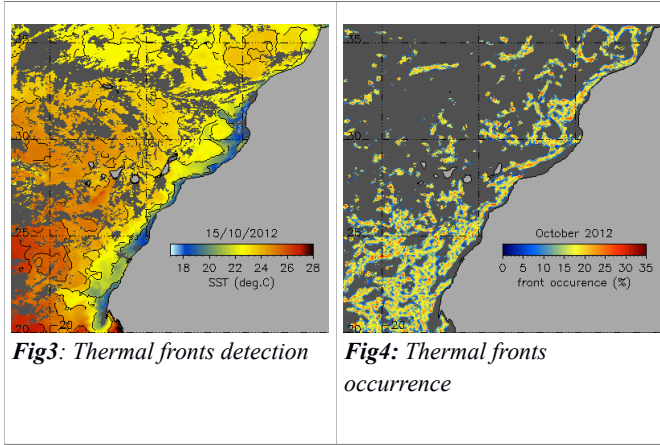 35
30
25
20
15/10/2012
18 20 22 24 26 28
SST (deg.C)
Fig3: Thermal fronts detection
35
30
25
20
October 2012
0 5 10 15 20 25 30 35
front occurence (%)
Fig4: Thermal fronts
occurrence